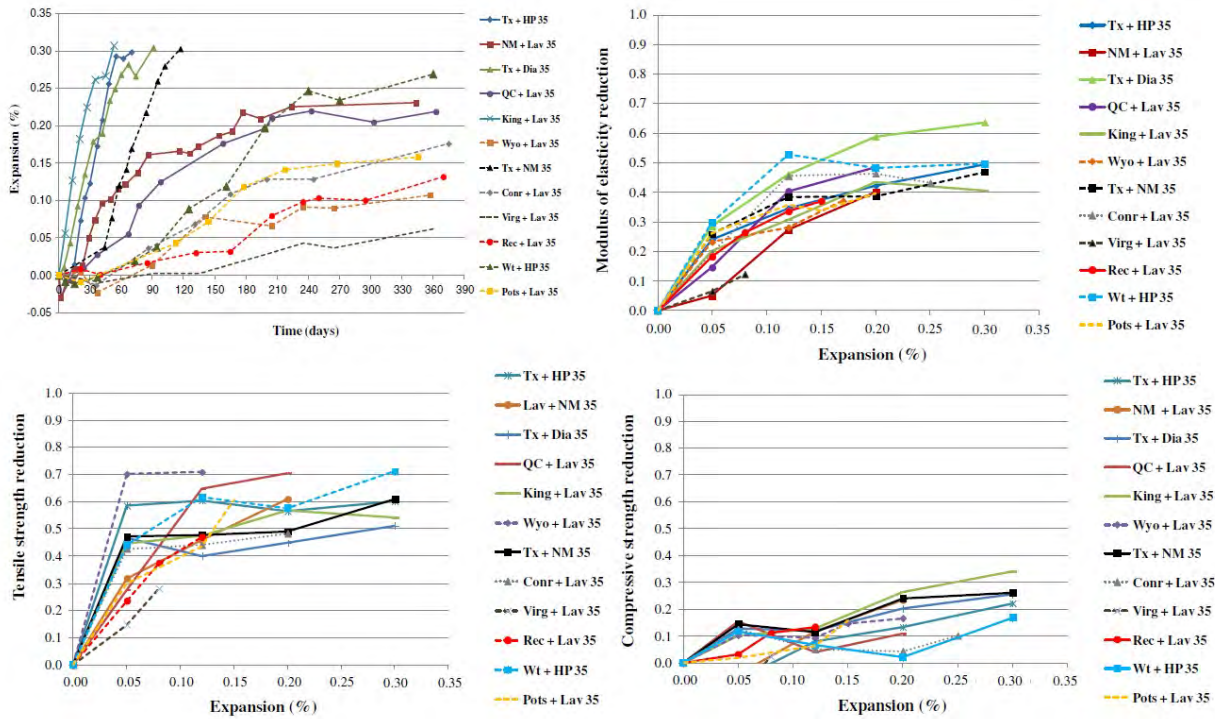 0.35
0.30
0.25
0.20
0.15
0.10
0.05
0.00
-0.05
Expansion (%)
0 30 60 90 120 150 180 210 240 270 300 330 360 390
Time (days)
Tx + HP 35
NM + Lav 35
Tx + Dia 35
QC + Lav 35
King + Lav 35
Wyo + Lav 35
Tx + NM 35
Conr + Lav 35
Virg + Lav 35
Rec + Lav 35
Wt + HP 35
Pots + Lav 35
1.0
0.9
0.8
0.7
0.6
0.5
0.4
0.3
0.2
0.1
0.0
Modulus of elasticity reduction
0.00 0.05 0.10 0.15 0.20 0.25 0.30 0.35
Expansion (%)
Tx + HP 35
NM + Lav 35
Tx + Dia 35
QC + Lav 35
King + Lav 35
Wyo + Lav 35
Tx + NM 35
Conr + Lav 35
Virg + Lav 35
Rec + Lav 35
Wt + HP 35
Pots + Lav 35
1.0
0.9
0.8
0.7
0.6
0.5
0.4
0.3
0.2
0.1
0.0
Tensile strength reduction
0.00 0.05 0.10 0.15 0.20 0.25 0.30 0.35
Expansion (%)
Tx + HP 35
Lav + NM 35
Tx + Dia 35
QC + Lav 35
King + Lav 35
Wyo + Lav 35
Tx + NM 35
Conr + Lav 35
Virg + Lav 35
Rec + Lav 35
Wt + HP 35
Pots + Lav 35
1.0
0.9
0.8
0.7
0.6
0.5
0.4
0.3
0.2
0.1
0.0
Compressive strength reduction
0.00 0.05 0.10 0.15 0.20 0.25 0.30 0.35
Expansion (%)
Tx + HP 35
NM + Lav 35
Tx + Dia 35
QC + Lav 35
King + Lav 35
Wyo + Lav 35
Tx + NM 35
Conr + Lav 35
Virg + Lav 35
Rec + Lav 35
Wt + HP 35
Pots + Lav 35